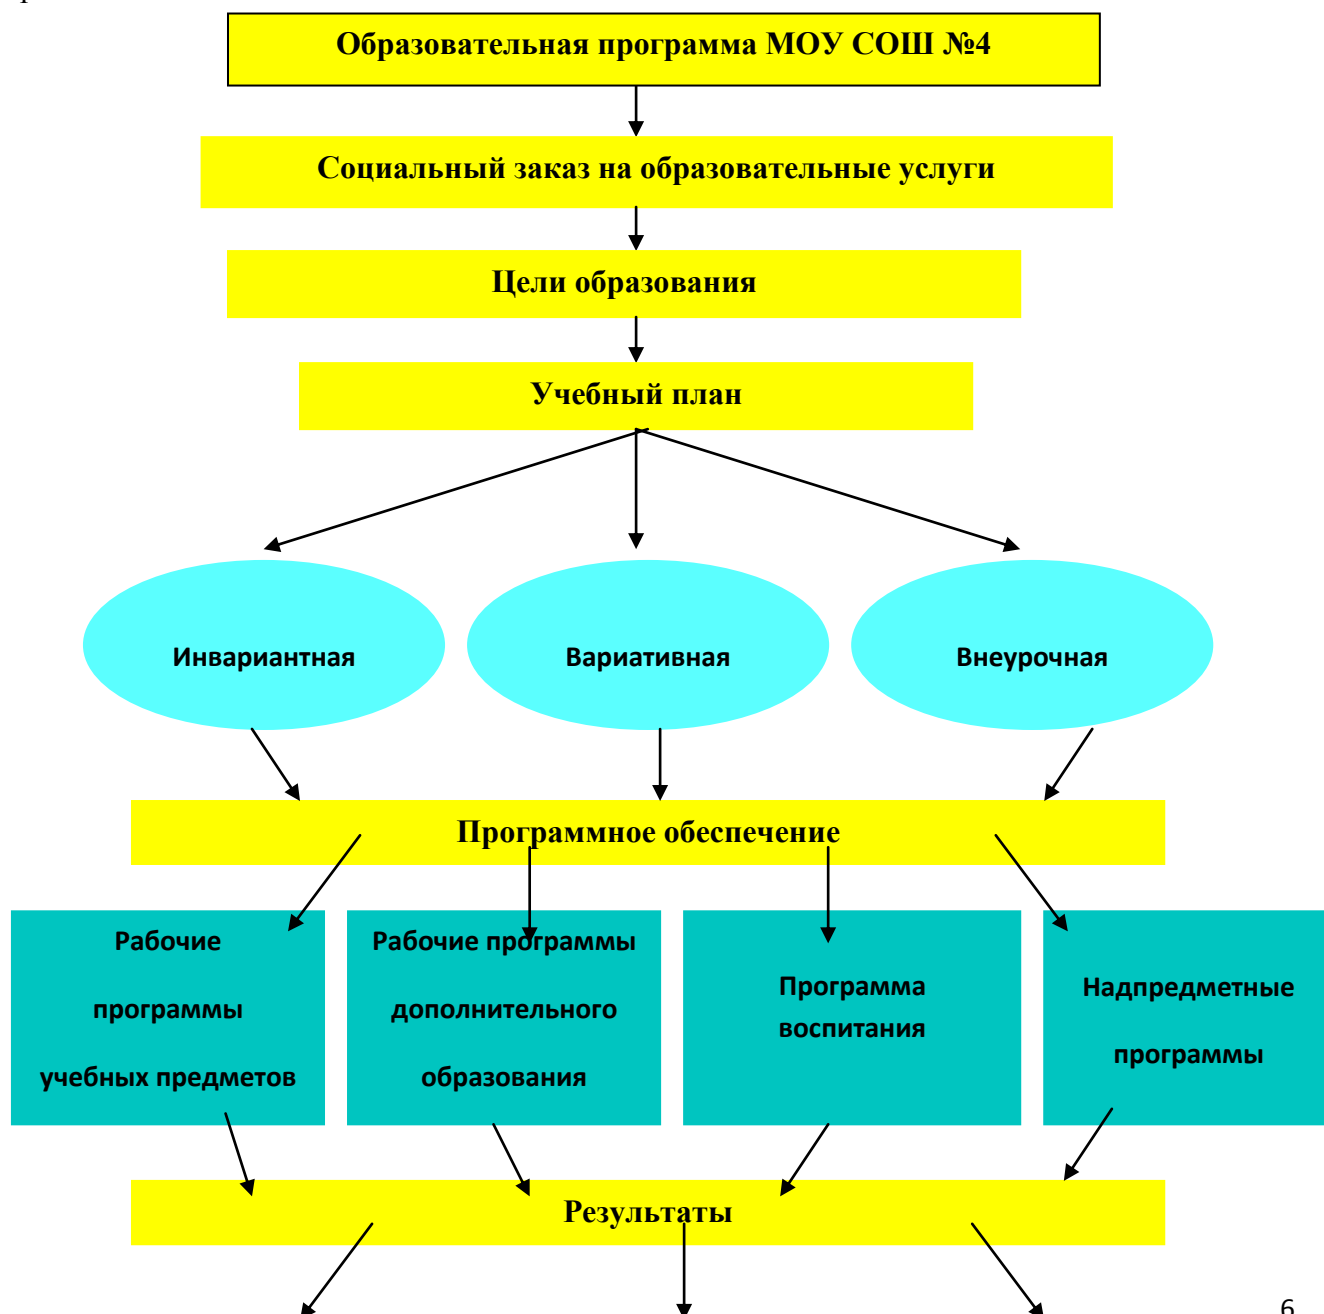 Образовательная программа МОУ СОШ №4
Социальный заказ на образовательные услуги
Цели образования
Учебный план
Инвариантная
Вариативная
Внеурочная
Программное обеспечение
Рабочие
программы
учебных предметов
Рабочие программы
дополнительного
образования
Программа
воспитания
Надпредметные
программы
Результаты
6